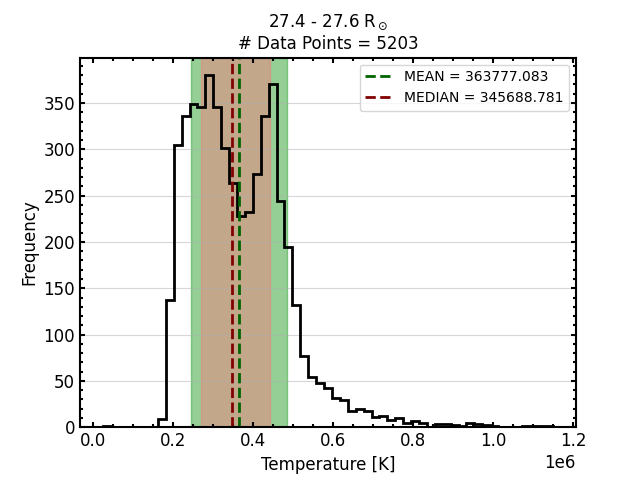 27.4 - 27.6 R⊙
# Data Points = 5203
MEAN = 363777.083
MEDIAN = 345688.781
350
300
250
200
150
100
50
0
Frequency
0.0 0.2 0.4 0.6 0.8 1.0 1.2
1e6
Temperature [K]